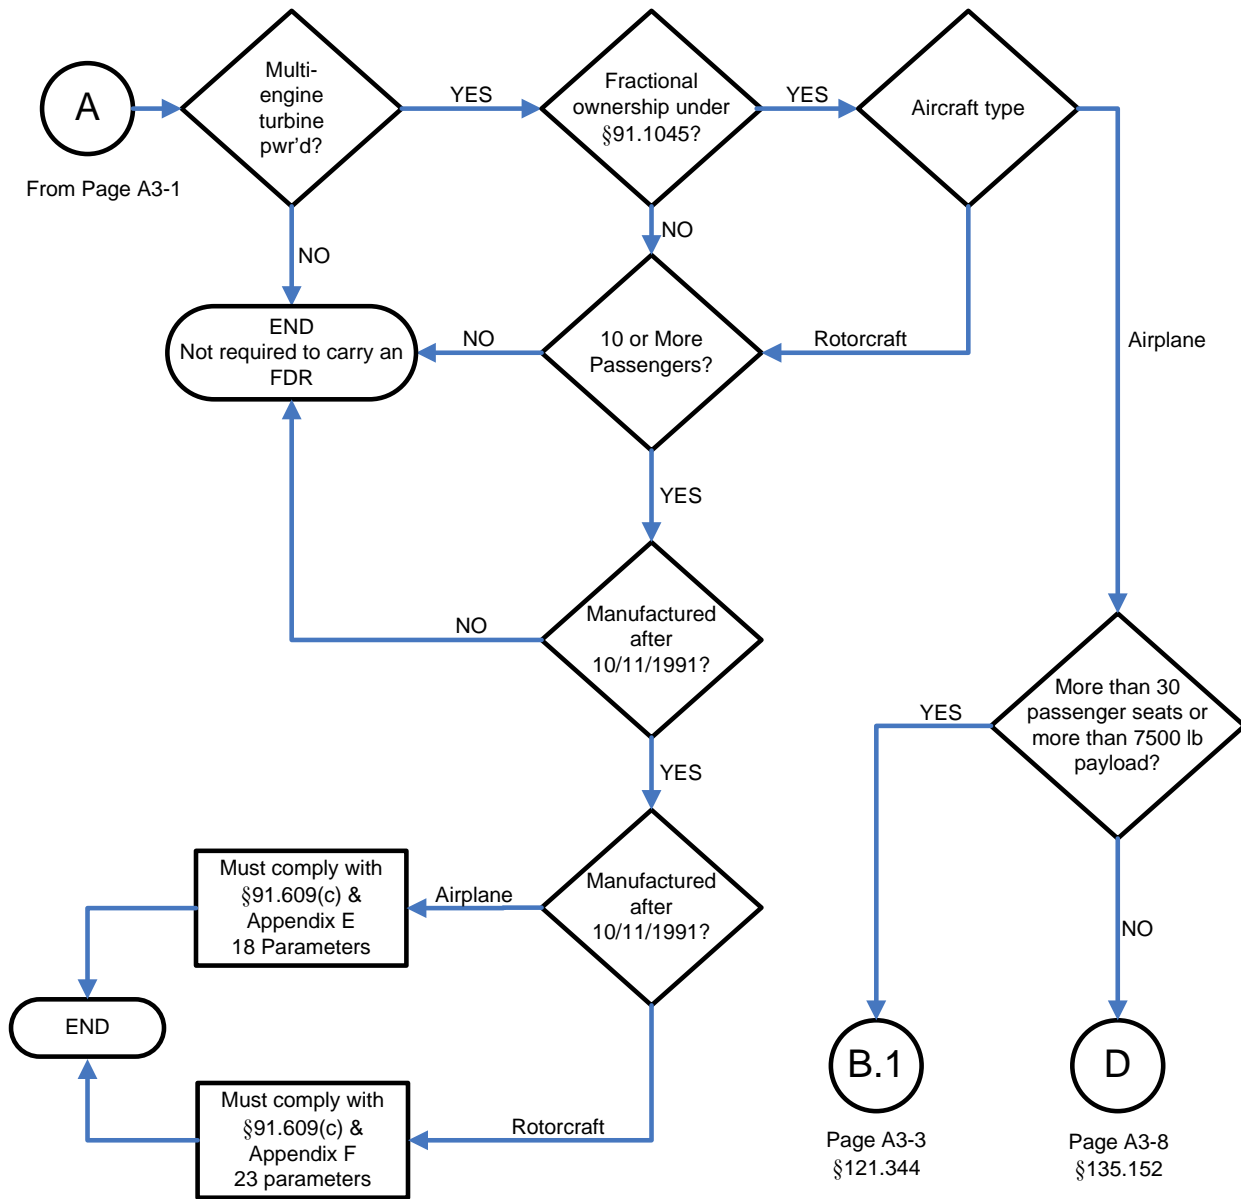 A
From Page A3-1
Multi-
engine
turbine
pwr'd?
YES
Fractional
ownership under
§91.1045?
YES
Aircraft type
NO
NO
END
Not required to carry an
FDR
NO
10 or More
Passengers?
Rotorcraft
Airplane
YES
Manufactured
after
10/11/1991?
NO
YES
More than 30
passenger seats or
more than 7500 lb
payload?
YES
NO
Manufactured
after
10/11/1991?
Airplane
Must comply with
§91.609(c) &
Appendix E
18 Parameters
END
Rotorcraft
Must comply with
§91.609(c) &
Appendix F
23 parameters
B.1
Page A3-3
§121.344
D
Page A3-8
§135.152